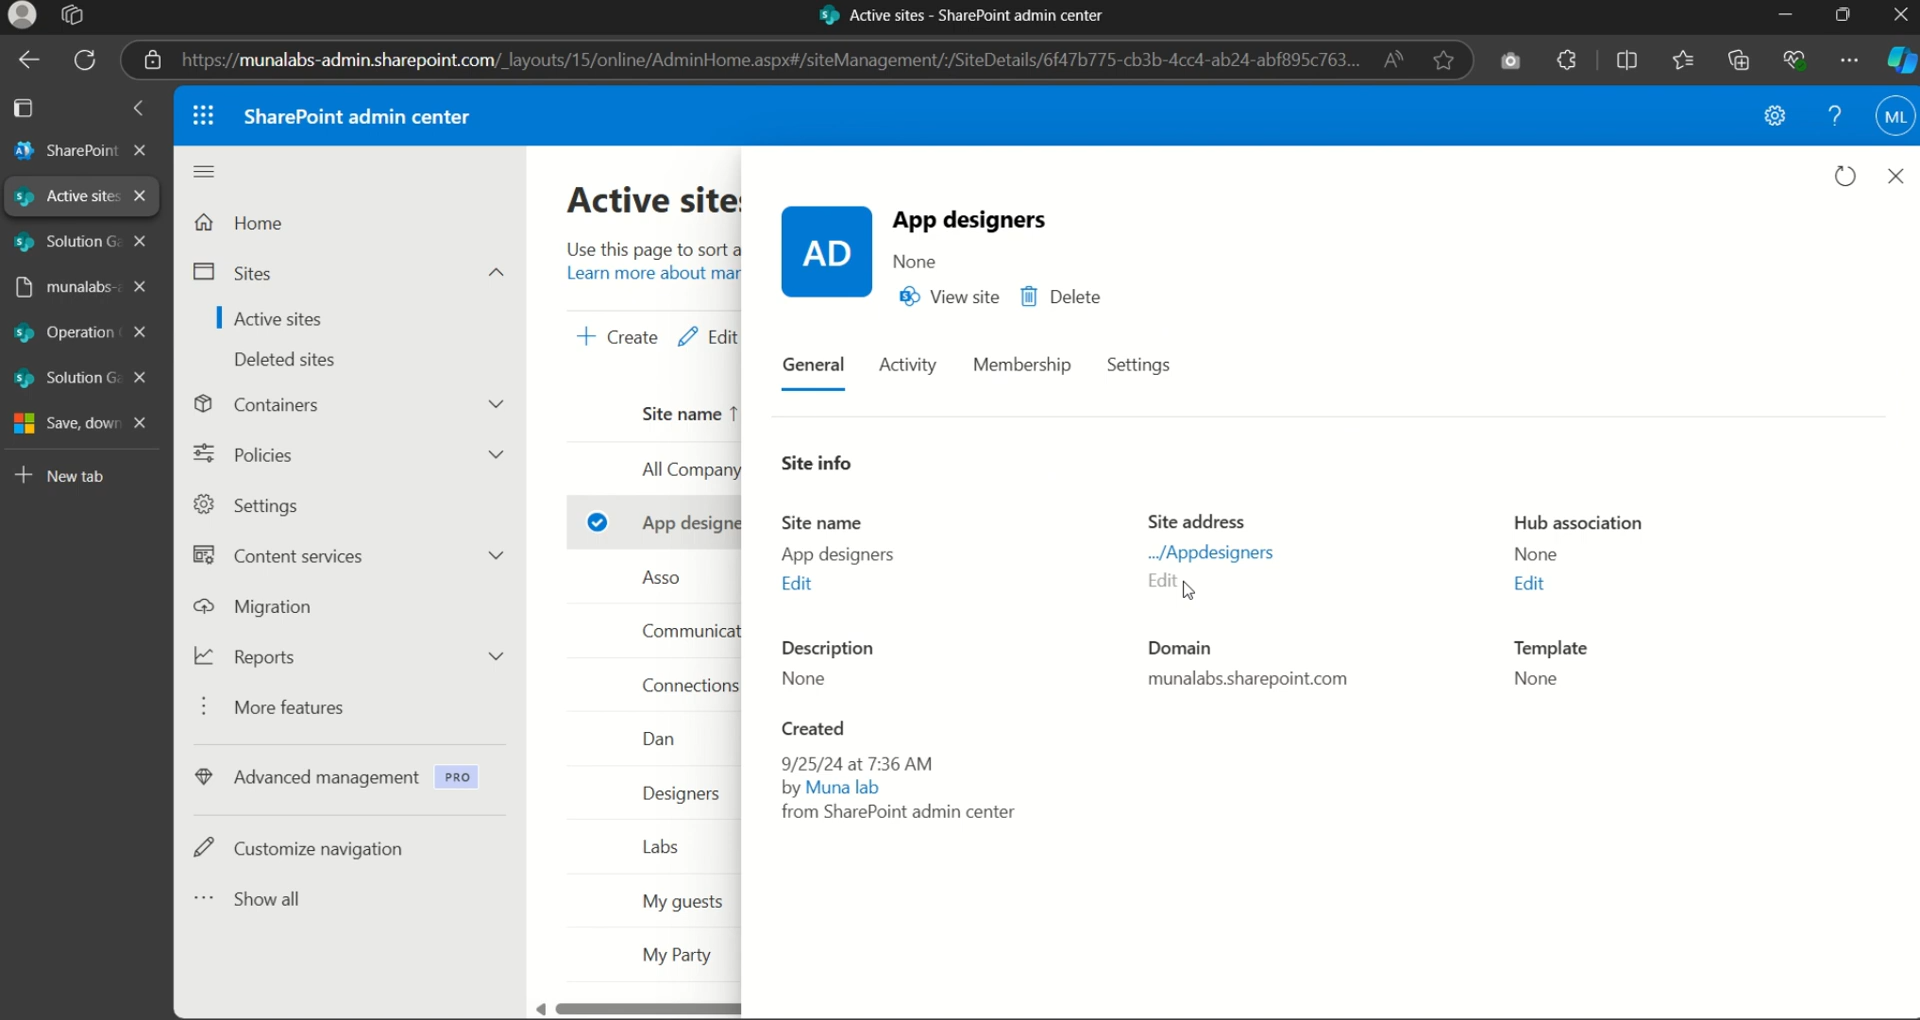 Active sites - SharePoint admin center
https://munalabs-admin.sharepoint.com/_layouts/15/online/AdminHome.aspx#/siteManagement/:/SiteDetails/6f47b775-cb3b-4cc4-ab24-abf895c763...
SharePoint
Active sites
Solution Ga
munalabs-a
Operation
Solution Ga
Save, down
New tab
SharePoint admin center
ML
Home
Sites
Active sites
Deleted sites
Containers
Policies
Settings
Content services
Migration
Reports
More features
Advanced management PRO
Customize navigation
Show all
Active sites
Use this page to sort a
Learn more about mar
Create Edit
Site name ↑
All Company
App designe
Asso
Communicat
Connections
Dan
Designers
Labs
My guests
My Party
AD
App designers
None
View site Delete
General Activity Membership Settings
Site info
Site name
App designers
Edit
Site address
.../Appdesigners
Edit
Hub association
None
Edit
Description
None
Domain
munalabs.sharepoint.com
Template
None
Created
9/25/24 at 7:36 AM
by Muna lab
from SharePoint admin center